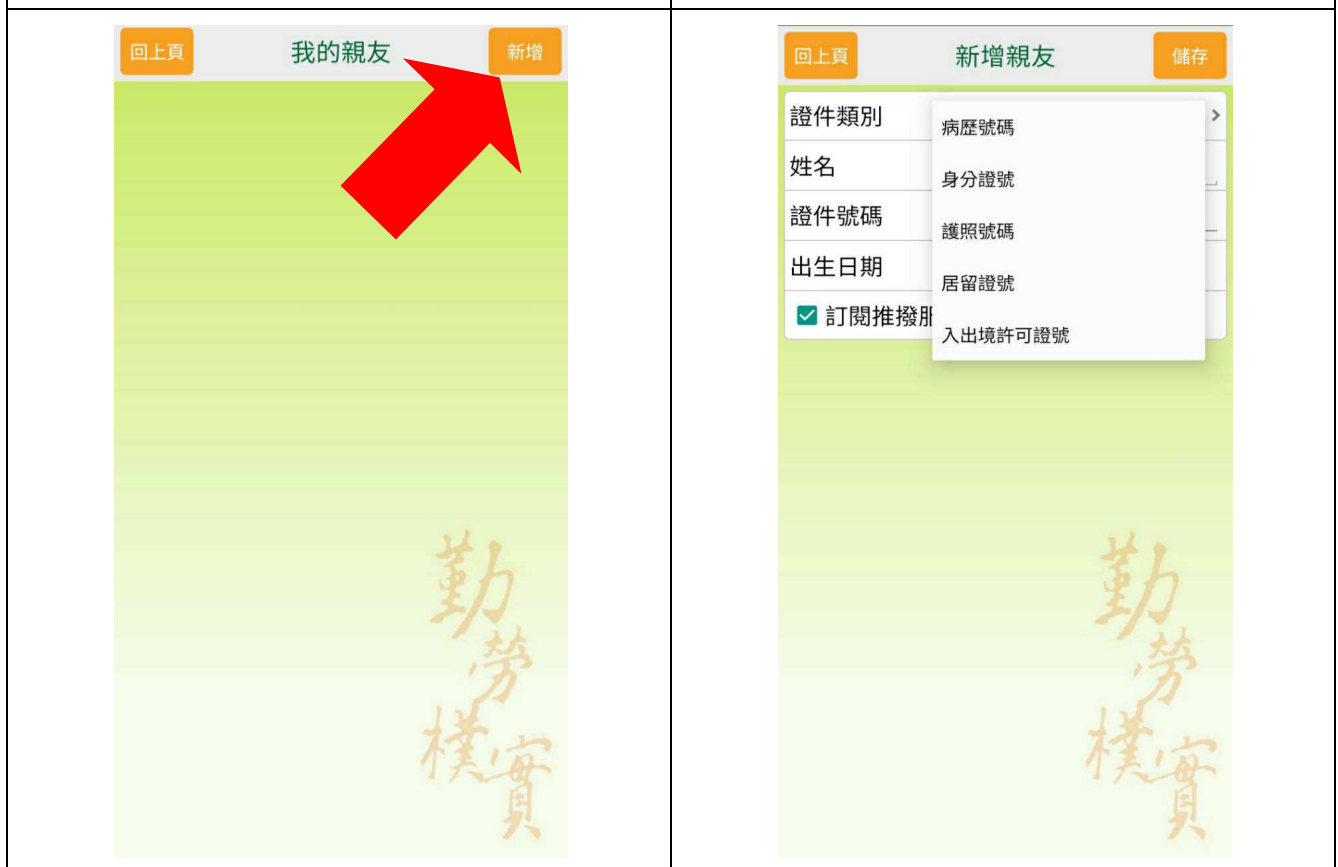 回上頁 我的親友 新增
勤
勞
樸
實
回上頁 新增親友 儲存
證件類別
姓名
證件號碼
出生日期
訂閱推撥
病歷號碼
身分證號
護照號碼
居留證號
入出境許可證號
勤
勞
樸
實